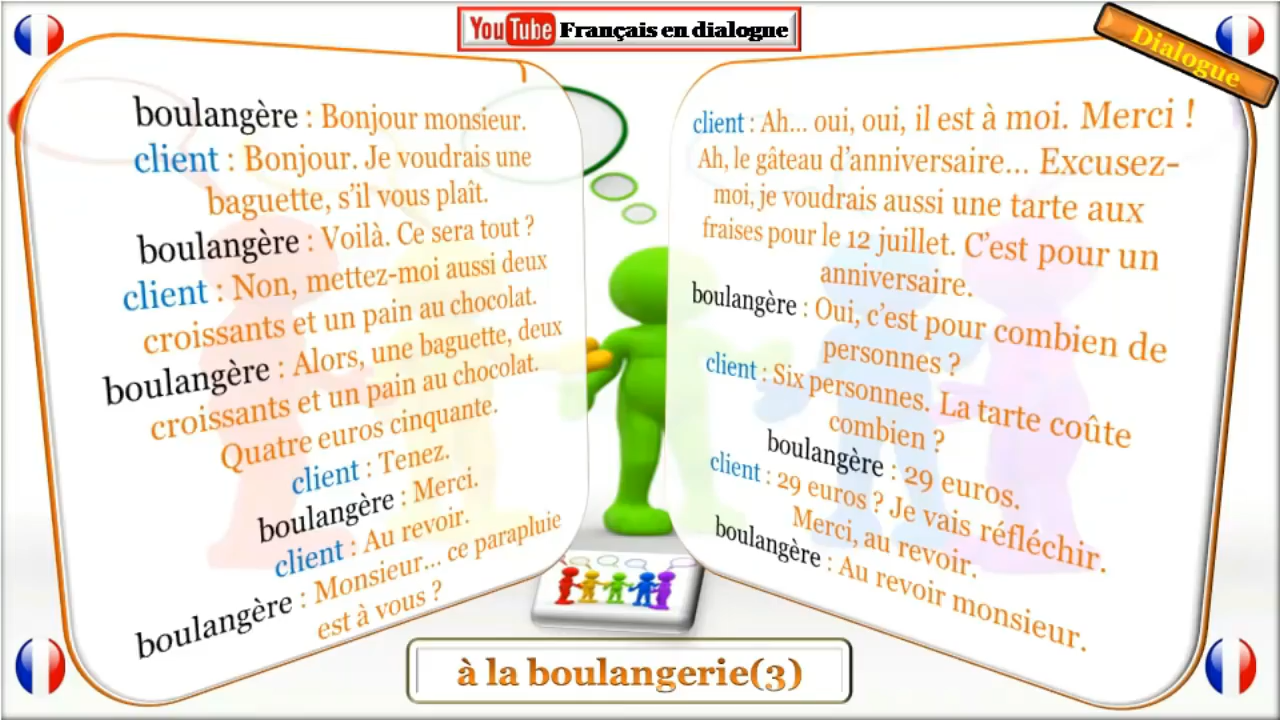 YouTube Français en dialogue
Dialogue
boulangère : Bonjour monsieur.
client : Bonjour. Je voudrais une
baguette, s'il vous plaît.
boulangère : Voilà. Ce sera tout ?
client : Non, mettez-moi aussi deux
croissants et un pain au chocolat.
boulangère : Alors, une baguette, deux
croissants et un pain au chocolat.
Quatre euros cinquante.
client : Tenez.
boulangère : Merci.
client : Au revoir.
boulangère : Monsieur... ce parapluie
est à vous ?
client : Ah... oui, oui, il est à moi. Merci !
Ah, le gâteau d'anniversaire... Excusez-
moi, je voudrais aussi une tarte aux
fraises pour le 12 juillet. C'est pour un
anniversaire.
boulangère : Oui, c'est pour combien de
personnes ?
client : Six personnes. La tarte coûte
combien ?
boulangère : 29 euros.
client : 29 euros ? Je vais réfléchir.
Merci, au revoir.
boulangère : Au revoir monsieur.
à la boulangerie(3)